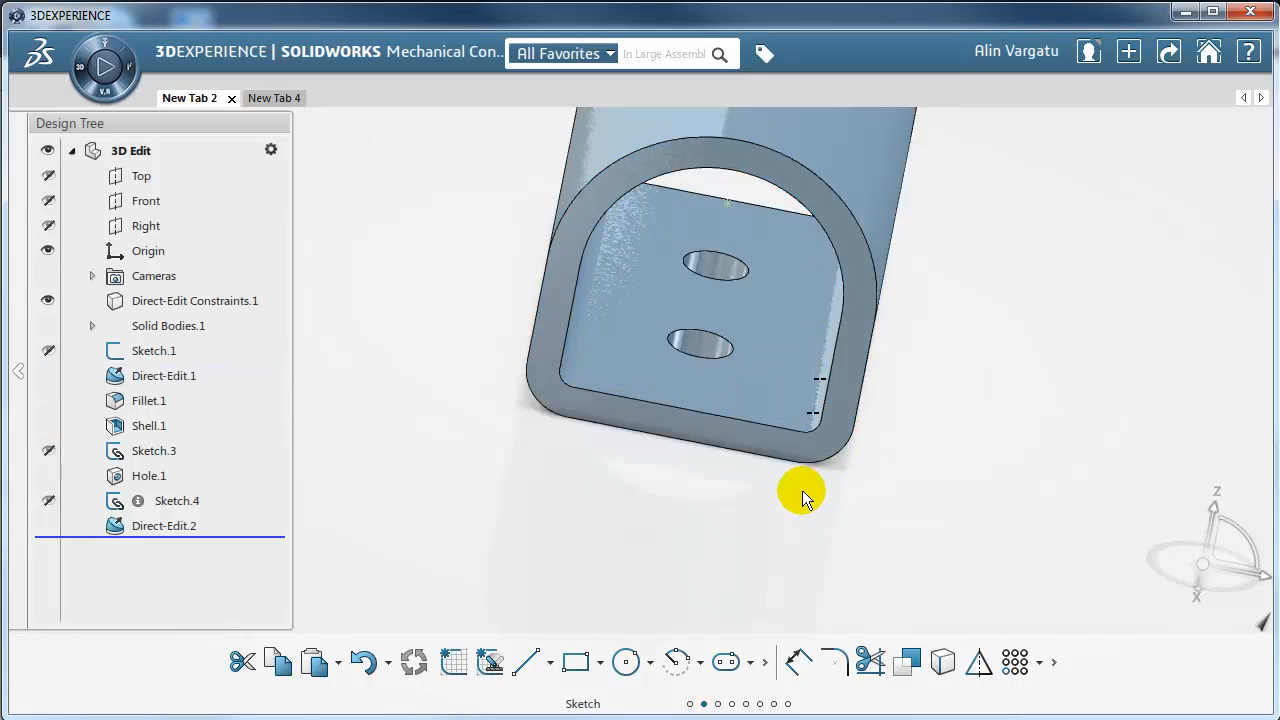 3DEXPERIENCE
3DEXPERIENCE | SOLIDWORKS Mechanical Con...
All Favorites
In Large Assembl
Alin Vargatu
3D
V.R
New Tab 2
New Tab 4
Design Tree
3D Edit
Top
Front
Right
Origin
Cameras
Direct-Edit Constraints.1
Solid Bodies.1
Sketch.1
Direct-Edit.1
Fillet.1
Shell.1
Sketch.3
Hole.1
Sketch.4
Direct-Edit.2
Z
X
Sketch